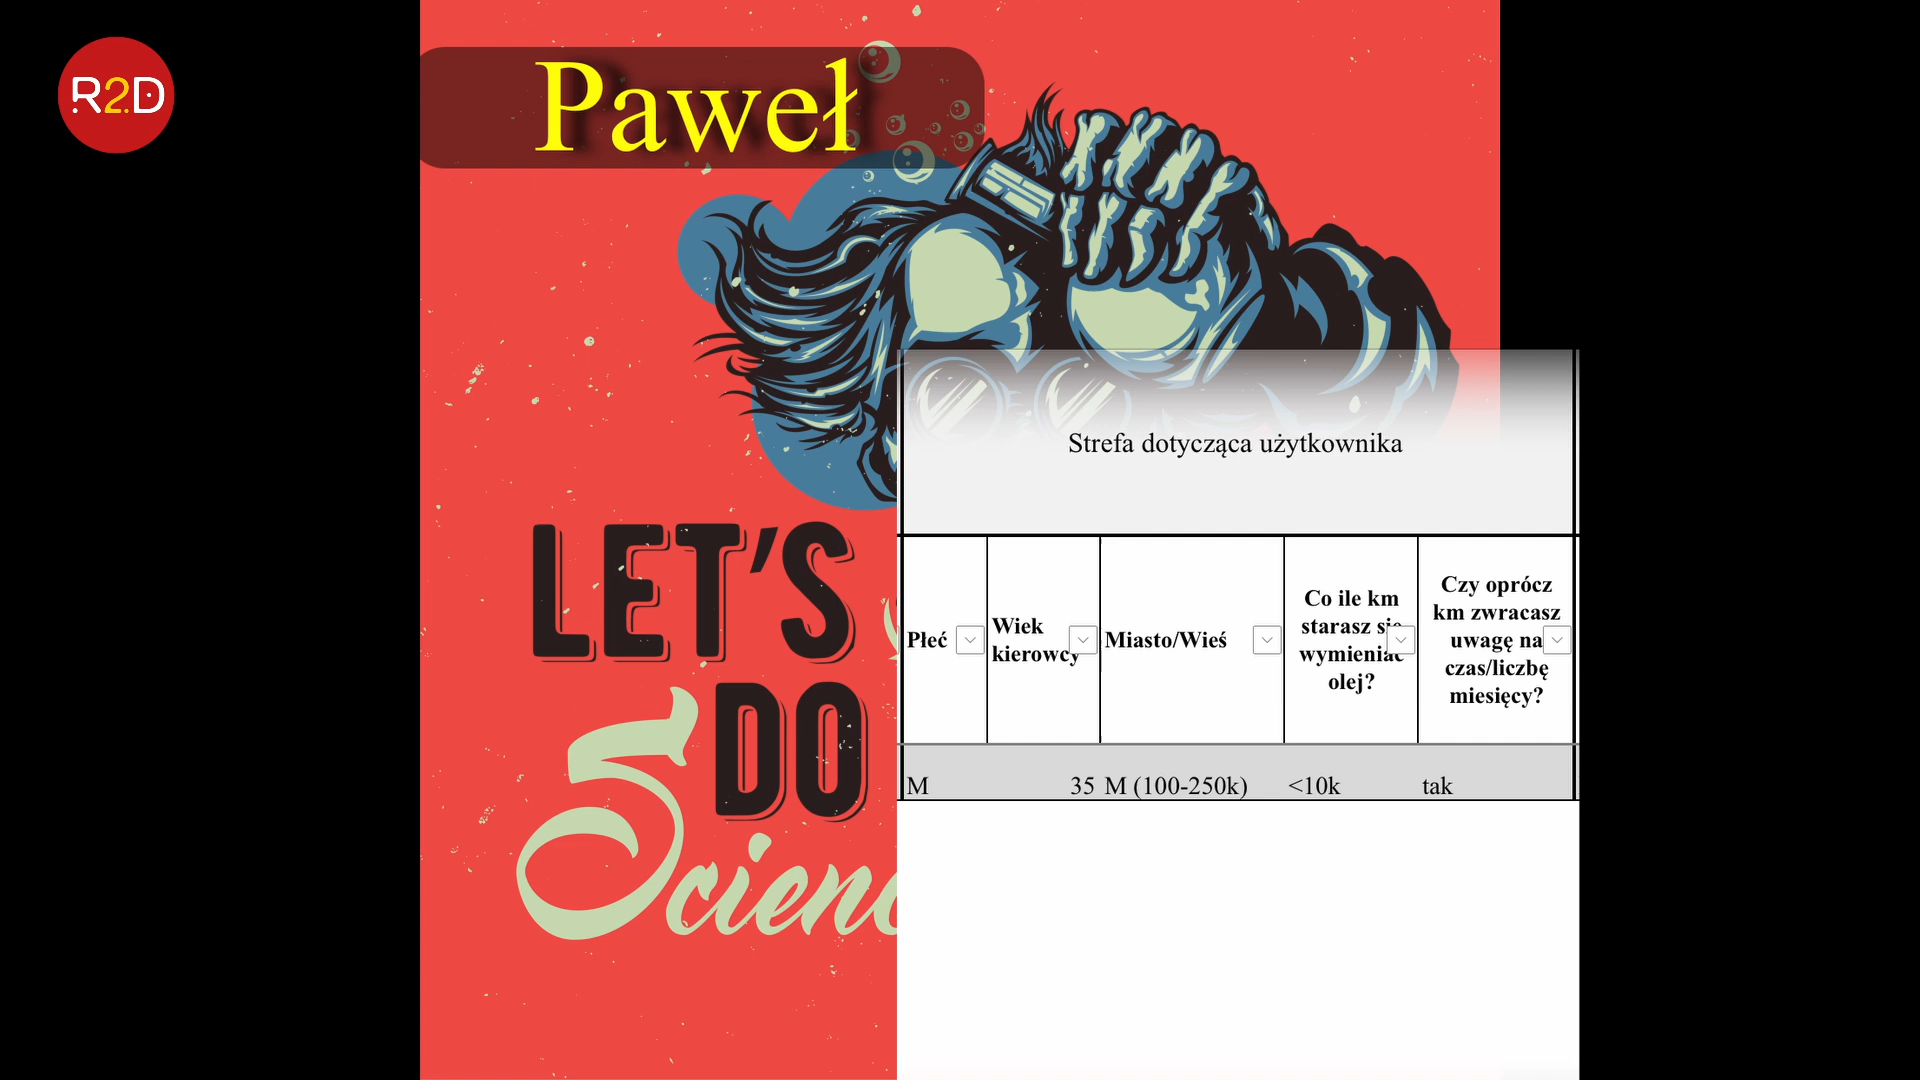 R2D
Paweł
LET'S
DO
Strefa dotycząca użytkownika
Płeć
Wiek
kierowcy
Miasto/Wieś
Co ile km
starasz się
wymieniać
olej?
Czy oprócz
km zwracasz
uwagę na
czas/liczbę
miesięcy?
M
35
M (100-250k)
<10k
tak